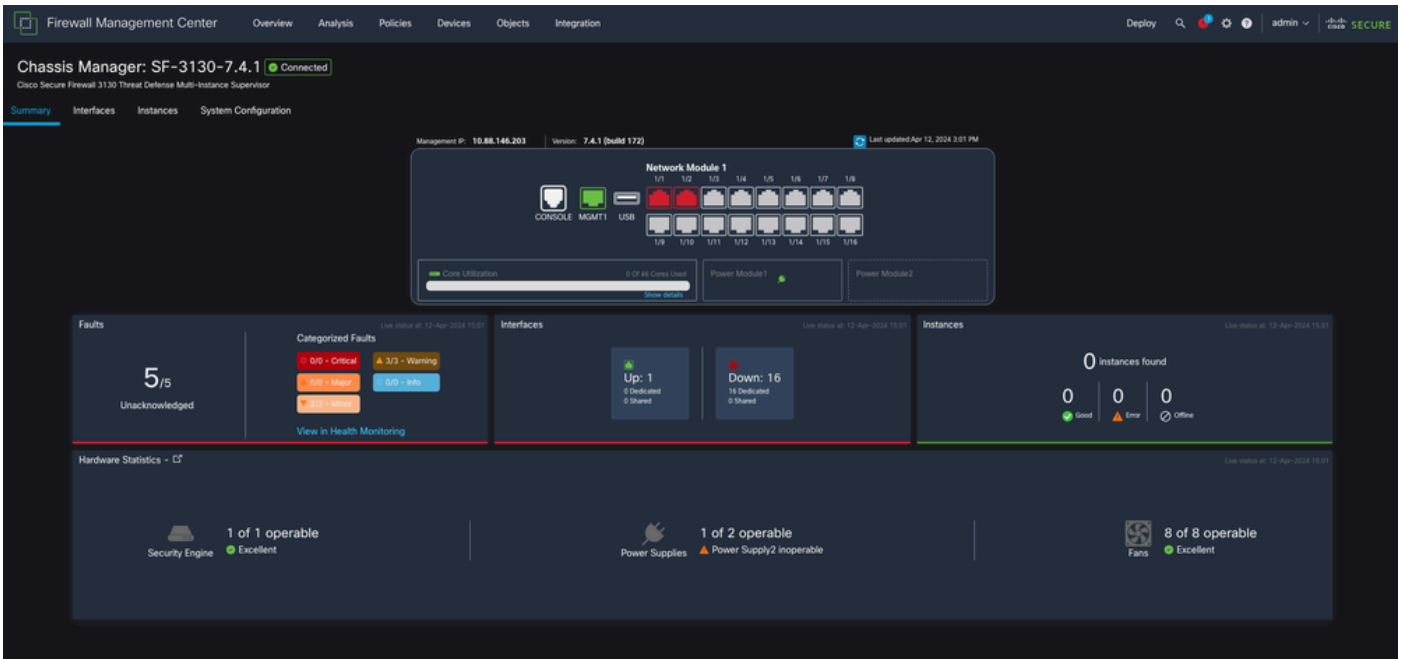 Firewall Management Center Overview Analysis Policies Devices Objects Integration Deploy admin cisco SECURE
Chassis Manager: SF-3130-7.4.1 Connected
Cisco Secure Firewall 3130 Threat Defense Multi-Instance Supervisor
Summary Interfaces Instances System Configuration
Management IP: 10.88.146.203 Version: 7.4.1 (build 172) Last updated:Apr 12, 2024 3:01 PM
Network Module 1
1/1 1/2 1/3 1/4 1/5 1/6 1/7 1/8
CONSOLE MGMT1 USB
1/9 1/10 1/11 1/12 1/13 1/14 1/15 1/16
Core Utilization 0 Of 46 Cores Used Power Module1 Power Module2
Show details
Faults Live status at: 12-Apr-2024 15:01 Interfaces Live status at: 12-Apr-2024 15:01 Instances Live status at: 12-Apr-2024 15:01
Categorized Faults
0/0 - Critical 3/3 - Warning
0/0 - Major 0/0 - Info
2/2 - Minor
5/5
Unacknowledged
View in Health Monitoring
Up: 1 Down: 16
0 Dedicated 16 Dedicated
0 Shared 0 Shared
0 instances found
0 0 0
Good Error Offline
Hardware Statistics - Live status at: 12-Apr-2024 15:01
1 of 1 operable 1 of 2 operable 8 of 8 operable
Security Engine Excellent Power Supplies Power Supply2 inoperable Fans Excellent